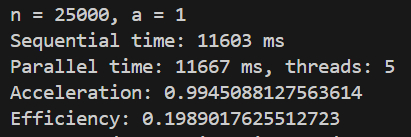 n = 25000, a = 1
Sequential time: 11603 ms
Parallel time: 11667 ms, threads: 5
Acceleration: 0.9945088127563614
Efficiency: 0.1989017625512723